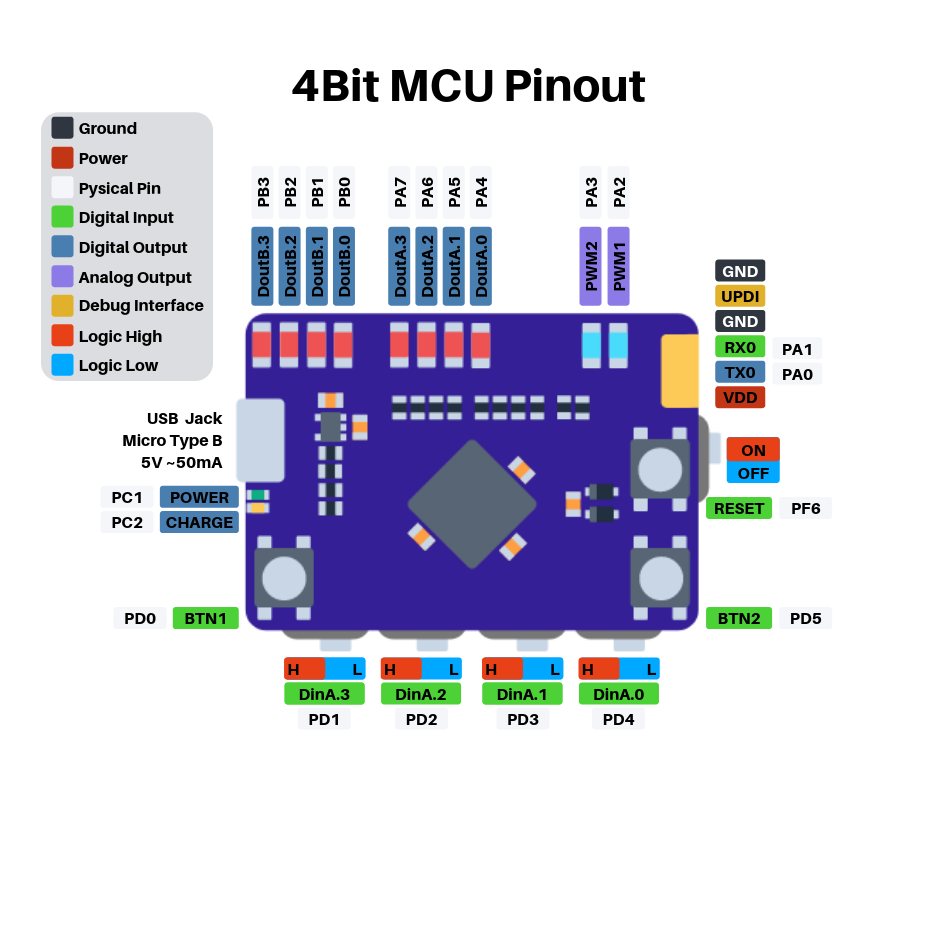 4Bit MCU Pinout
Ground
Power
Pysical Pin
Digital Input
Digital Output
Analog Output
Debug Interface
Logic High
Logic Low
PB3 PB2 PB1 PB0 PA7 PA6 PA5 PA4 PA3 PA2
DoutB.3 DoutB.2 DoutB.1 DoutB.0 DoutA.3 DoutA.2 DoutA.1 DoutA.0 PWM2 PWM1
GND
UPDI
GND
RX0 PA1
TX0 PA0
VDD
USB Jack
Micro Type B
5V ~50mA
ON
OFF
PC1 POWER
PC2 CHARGE
RESET PF6
PD0 BTN1
BTN2 PD5
H L H L H L H L
DinA.3 DinA.2 DinA.1 DinA.0
PD1 PD2 PD3 PD4